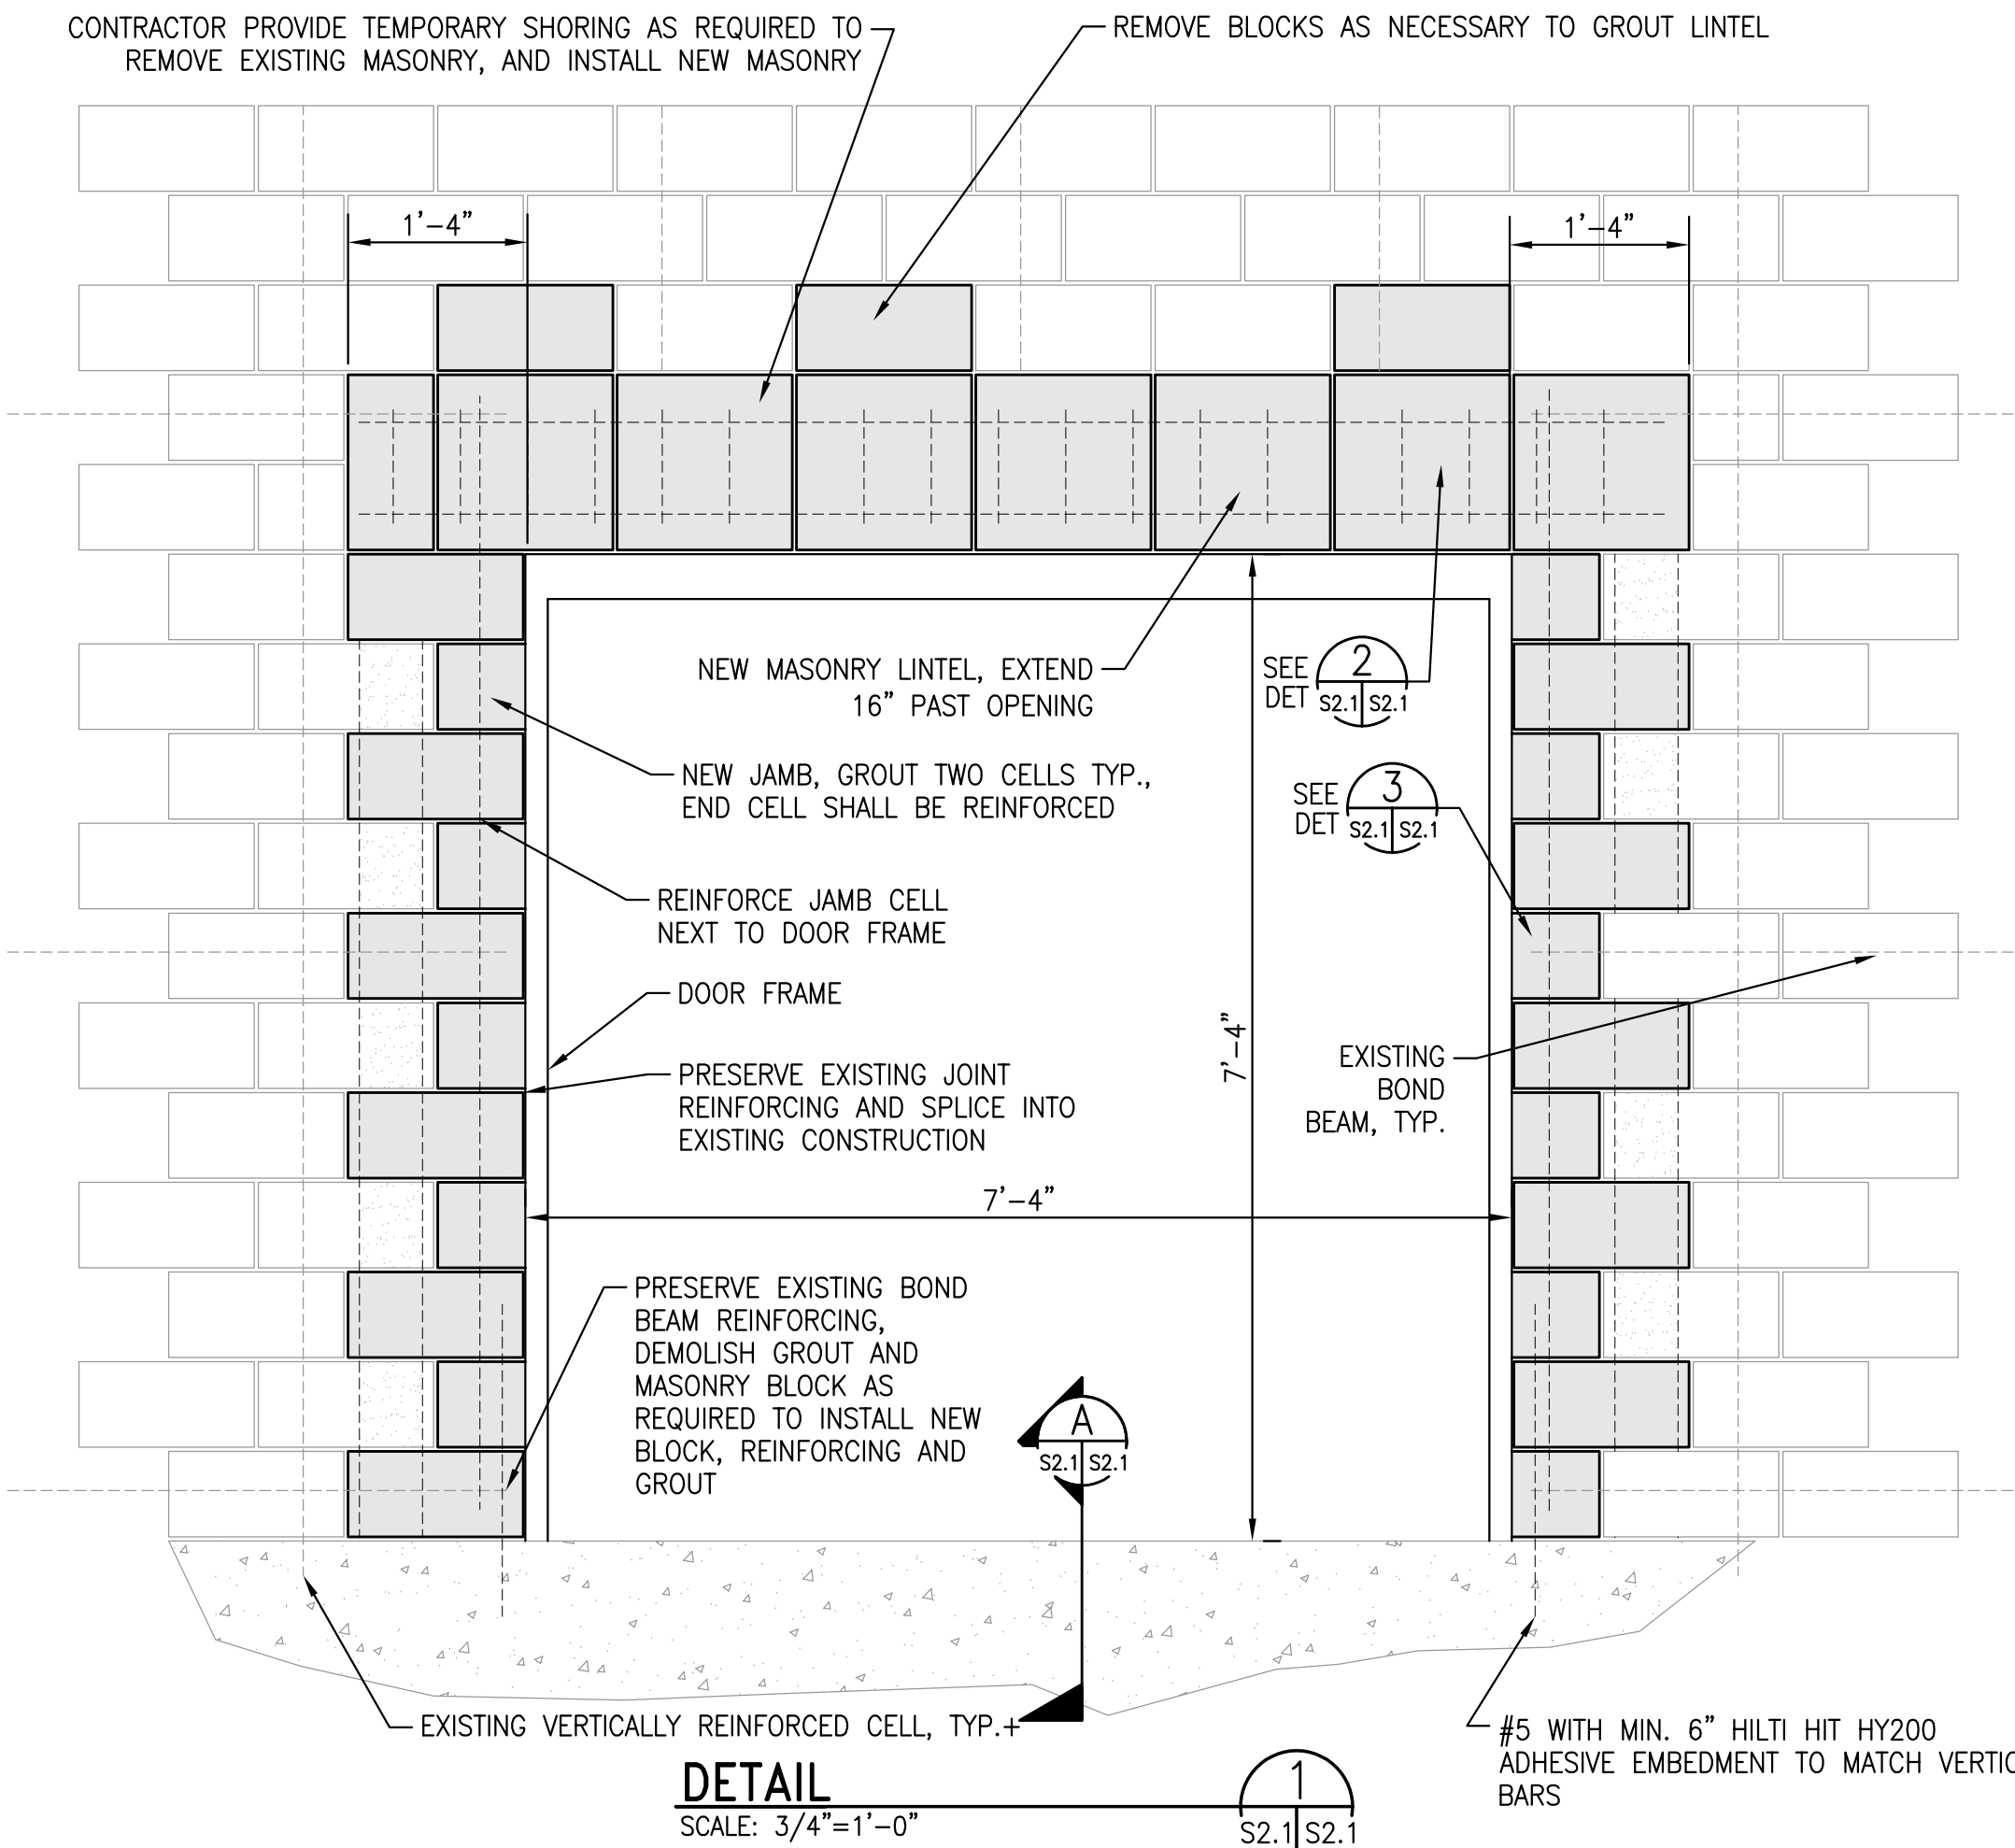 CONTRACTOR PROVIDE TEMPORARY SHORING AS REQUIRED TO
REMOVE EXISTING MASONRY, AND INSTALL NEW MASONRY
REMOVE BLOCKS AS NECESSARY TO GROUT LINTEL
1'-4"
1'-4"
NEW MASONRY LINTEL, EXTEND
16" PAST OPENING
SEE
DET
2
S2.1 S2.1
NEW JAMB, GROUT TWO CELLS TYP.,
END CELL SHALL BE REINFORCED
SEE
DET
3
S2.1 S2.1
REINFORCE JAMB CELL
NEXT TO DOOR FRAME
DOOR FRAME
7'-4"
EXISTING
BOND
BEAM, TYP.
PRESERVE EXISTING JOINT
REINFORCING AND SPLICE INTO
EXISTING CONSTRUCTION
7'-4"
PRESERVE EXISTING BOND
BEAM REINFORCING,
DEMOLISH GROUT AND
MASONRY BLOCK AS
REQUIRED TO INSTALL NEW
BLOCK, REINFORCING AND
GROUT
A
S2.1 S2.1
EXISTING VERTICALLY REINFORCED CELL, TYP.+
#5 WITH MIN. 6" HILTI HIT HY200
ADHESIVE EMBEDMENT TO MATCH VERTIC
BARS
DETAIL
SCALE: 3/4"=1'-0"
1
S2.1 S2.1